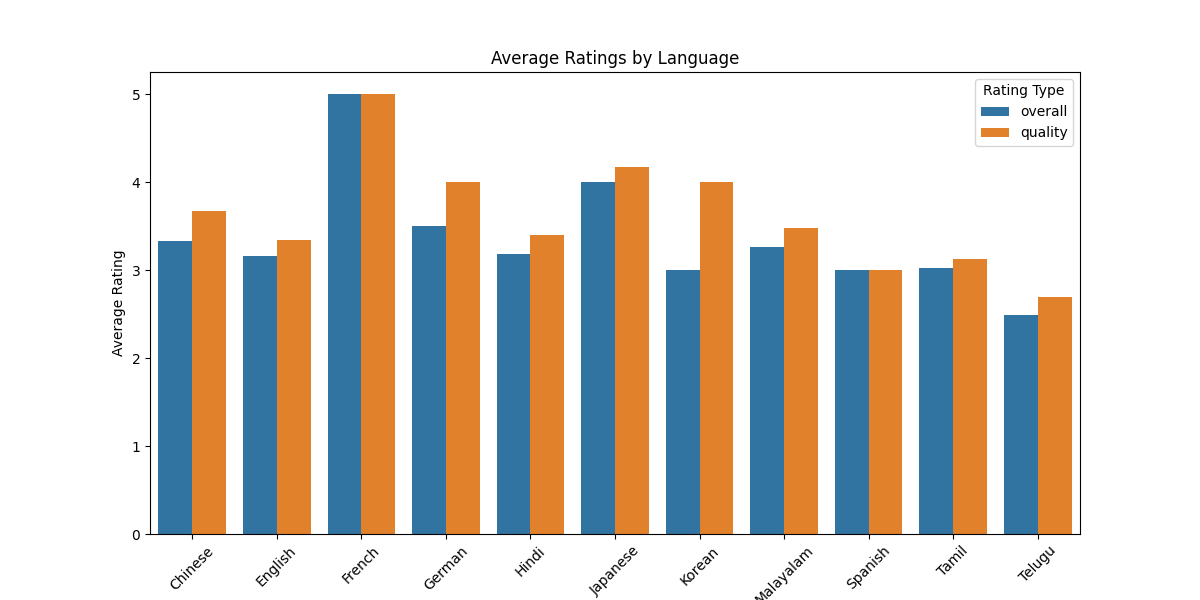 Average Ratings by Language
Rating Type
overall
quality
Average Rating
5
4
3
2
1
0
Chinese
English
French
German
Hindi
Japanese
Korean
Malayalam
Spanish
Tamil
Telugu